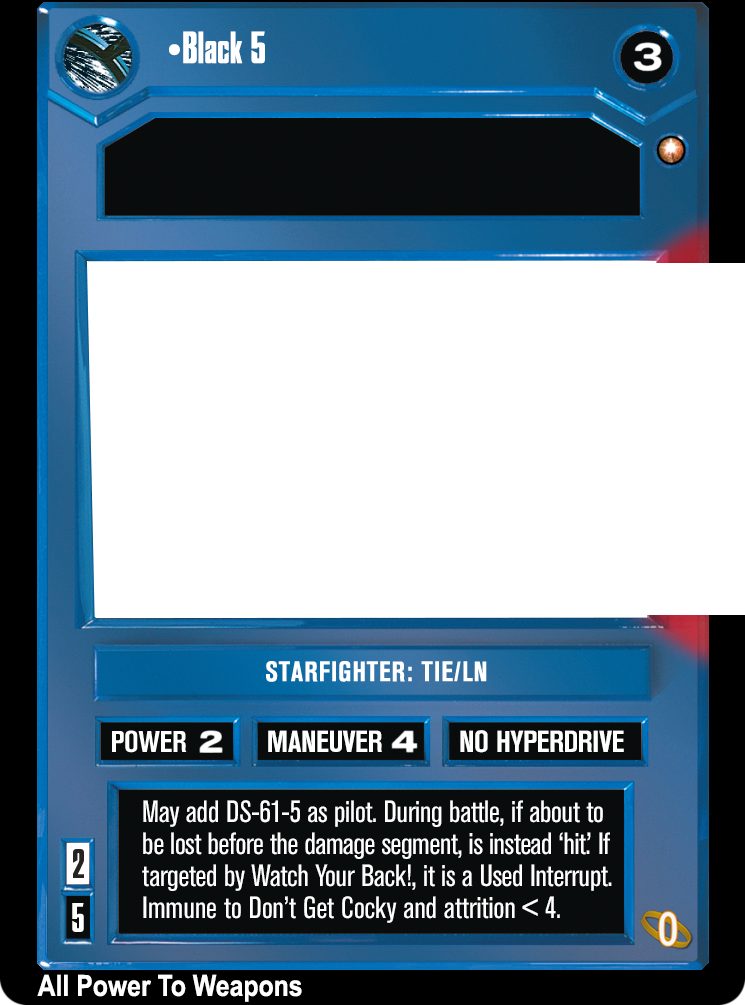 •Black 5
3
STARFIGHTER: TIE/LN
POWER 2
MANEUVER 4
NO HYPERDRIVE
May add DS-61-5 as pilot. During battle, if about to
be lost before the damage segment, is instead ‘hit.’ If
targeted by Watch Your Back!, it is a Used Interrupt.
Immune to Don’t Get Cocky and attrition < 4.
2
5
0
All Power To Weapons